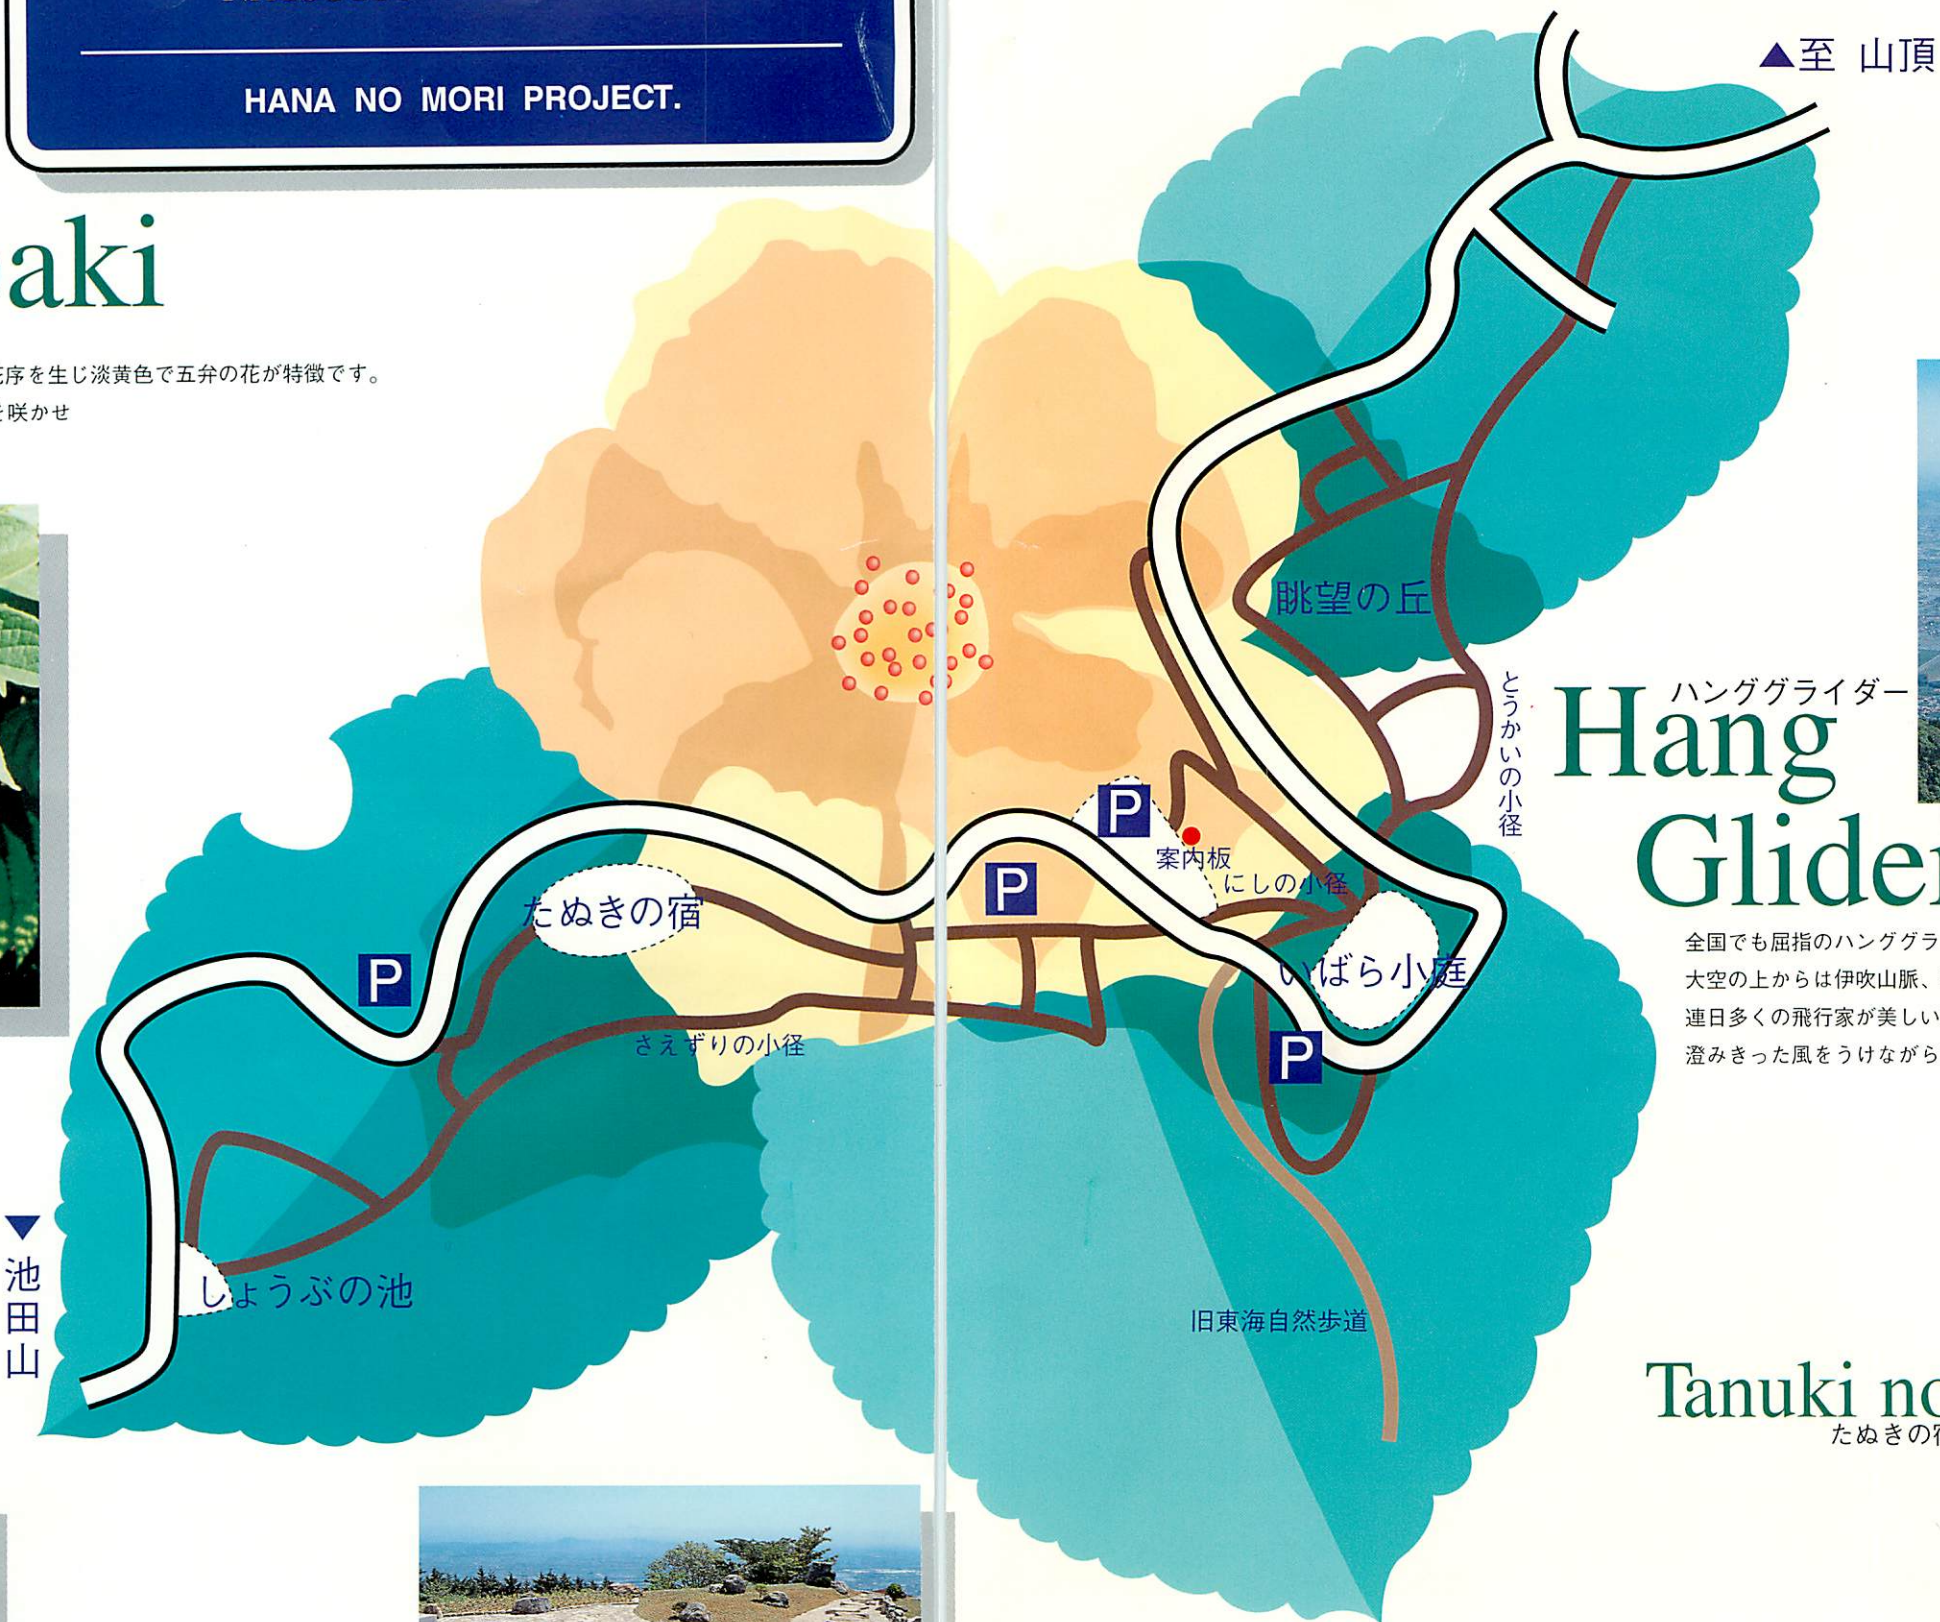 HANA NO MORI PROJECT.
aki
序を生じ淡黄色で五弁の花が特徴です。
咲かせ
▲至 山頂
眺望の丘
とうかいの小径
ハンググライダー
Hang
Glider
全国でも屈指のハンググラ
大空の上からは伊吹山脈、
連日多くの飛行家が美しい
澄みきった風をうけながら
P
案内板
にしの小径
P
たぬきの宿
いばら小庭
P
P
さえずりの小径
▼池田山
しょうぶの池
旧東海自然歩道
Tanuki no
たぬきの宿